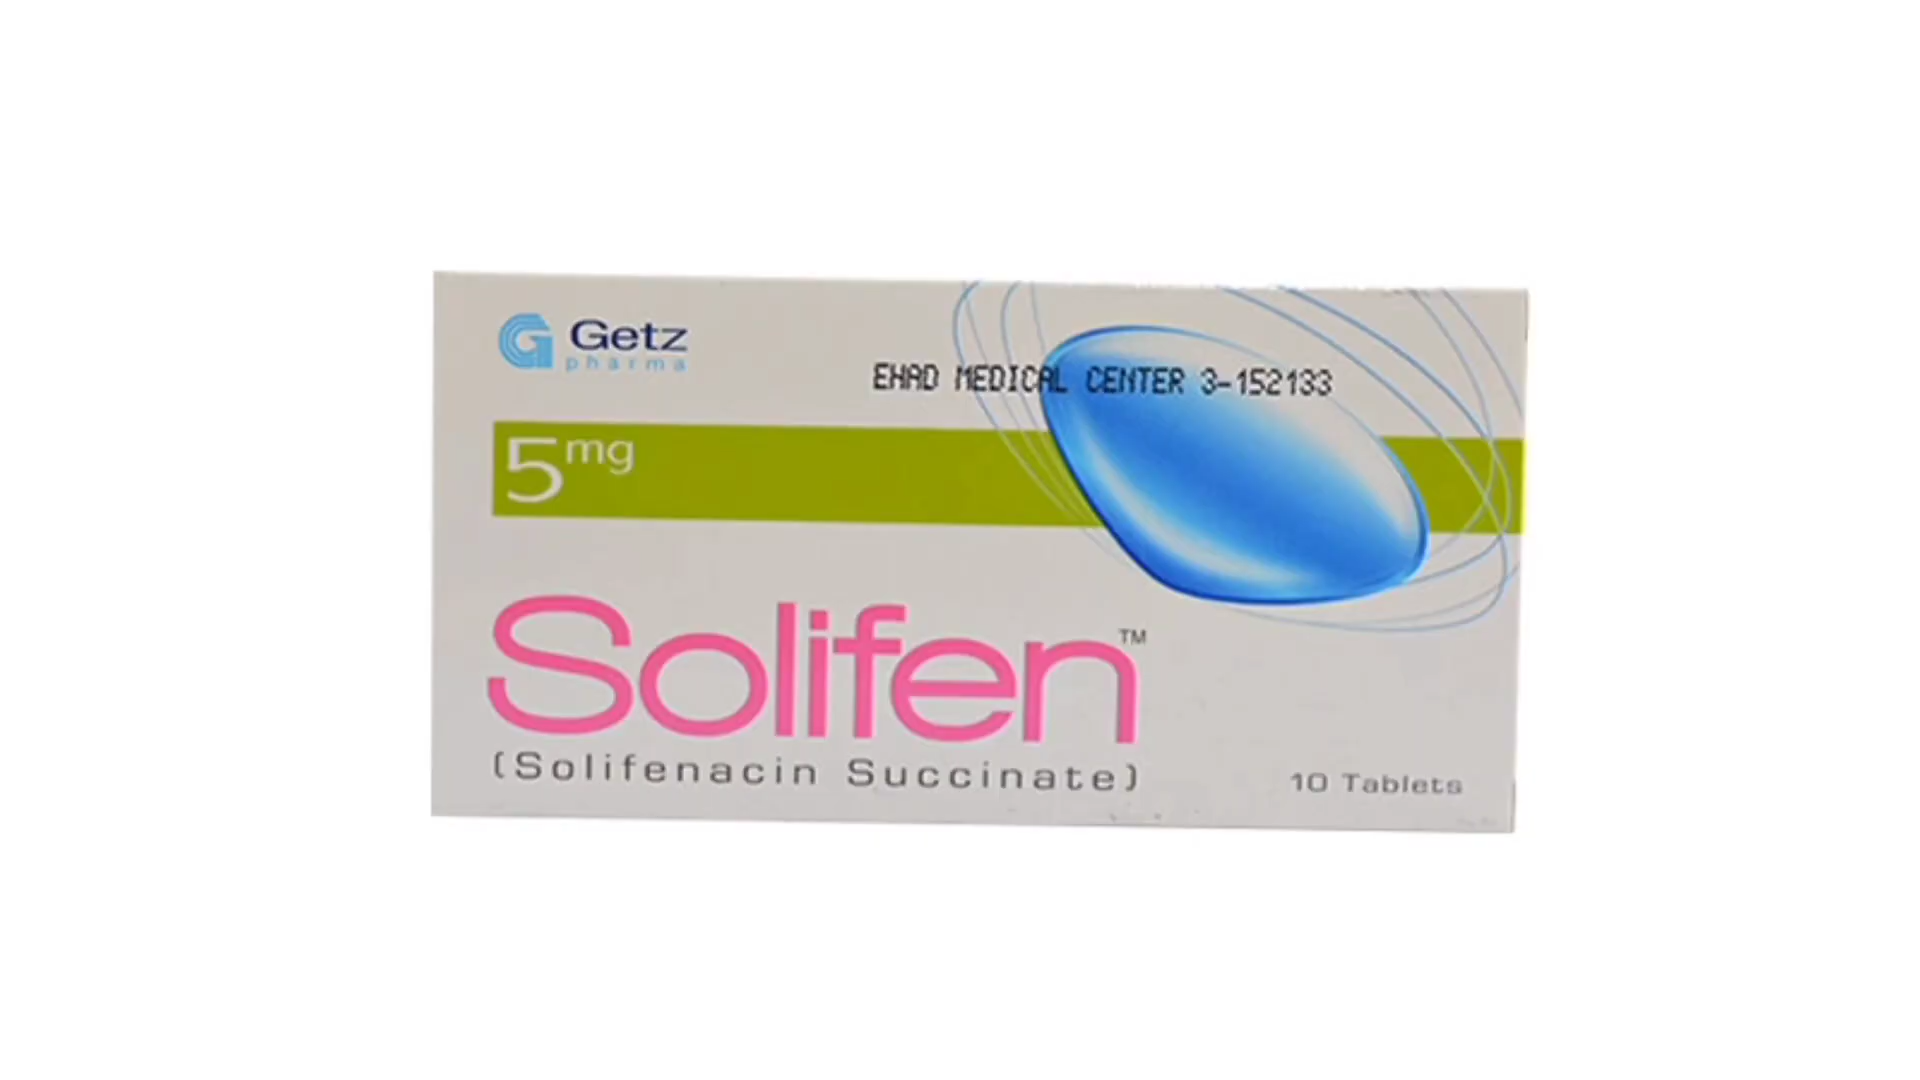 Getz
pharma
EHAD MEDICAL CENTER 3-152133
5mg
Solifen™
(Solifenacin Succinate)
10 Tablets